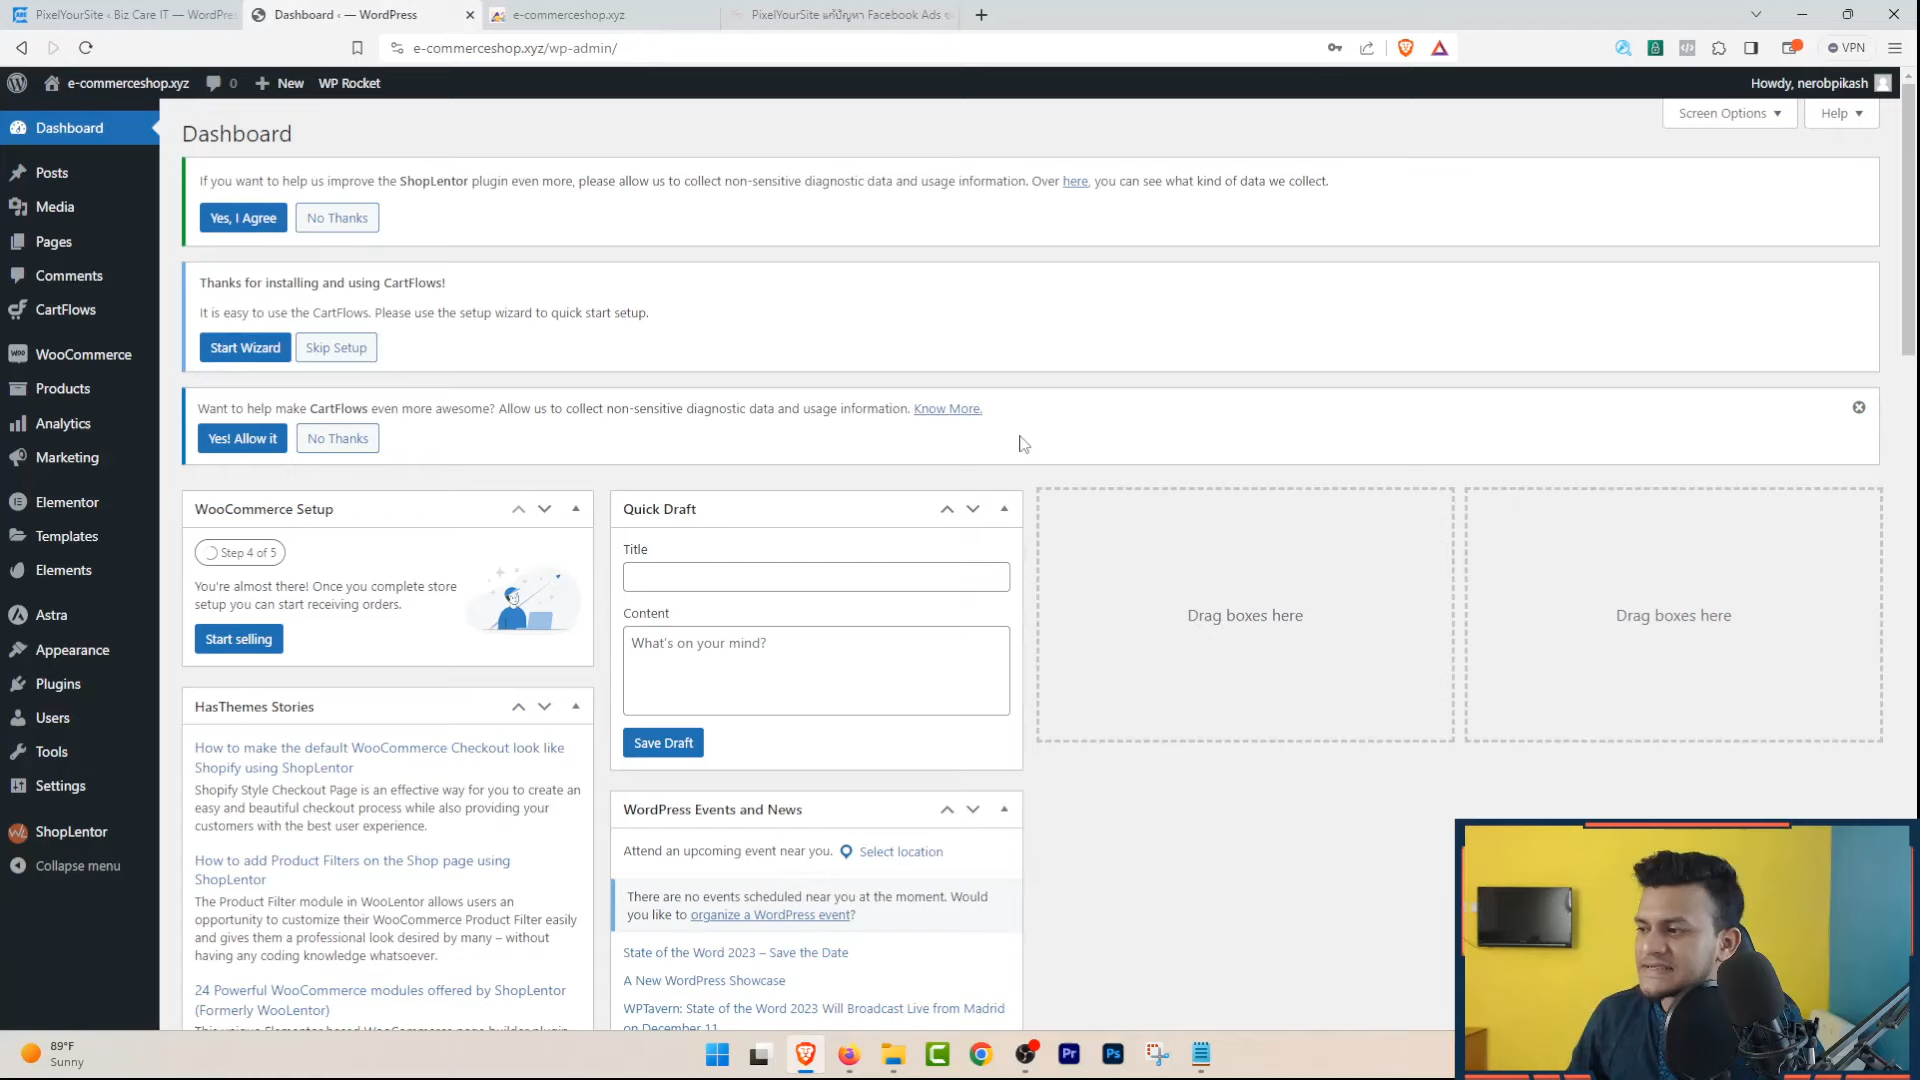 PixelYourSite ‹ Biz Care IT — WordPre
Dashboard ‹ — WordPress
e-commerceshop.xyz
PixelYourSite แก้ปัญหา Facebook Ads
e-commerceshop.xyz/wp-admin/
VPN
e-commerceshop.xyz
0
New
WP Rocket
Howdy, nerobpikash
Dashboard
Posts
Media
Pages
Comments
CartFlows
WooCommerce
Products
Analytics
Marketing
Elementor
Templates
Elements
Astra
Appearance
Plugins
Users
Tools
Settings
ShopLentor
Collapse menu
Dashboard
Screen Options
Help
If you want to help us improve the ShopLentor plugin even more, please allow us to collect non-sensitive diagnostic data and usage information. Over here, you can see what kind of data we collect.
Yes, I Agree
No Thanks
Thanks for installing and using CartFlows!
It is easy to use the CartFlows. Please use the setup wizard to quick start setup.
Start Wizard
Skip Setup
Want to help make CartFlows even more awesome? Allow us to collect non-sensitive diagnostic data and usage information. Know More.
Yes! Allow it
No Thanks
WooCommerce Setup
Step 4 of 5
You're almost there! Once you complete store
setup you can start receiving orders.
Start selling
HasThemes Stories
How to make the default WooCommerce Checkout look like
Shopify using ShopLentor
Shopify Style Checkout Page is an effective way for you to create an
easy and beautiful checkout process while also providing your
customers with the best user experience.
How to add Product Filters on the Shop page using
ShopLentor
The Product Filter module in WooLentor allows users an
opportunity to customize their WooCommerce Product Filter easily
and gives them a professional look desired by many – without
having any coding knowledge whatsoever.
24 Powerful WooCommerce modules offered by ShopLentor
(Formerly WooLentor)
This unique Elementor based WooCommerce page builder plugin
Quick Draft
Title
Content
What's on your mind?
Save Draft
WordPress Events and News
Attend an upcoming event near you.
Select location
There are no events scheduled near you at the moment. Would
you like to organize a WordPress event?
State of the Word 2023 – Save the Date
A New WordPress Showcase
WPTavern: State of the Word 2023 Will Broadcast Live from Madrid
on December 11
Drag boxes here
Drag boxes here
89°F
Sunny
Pr
Ps